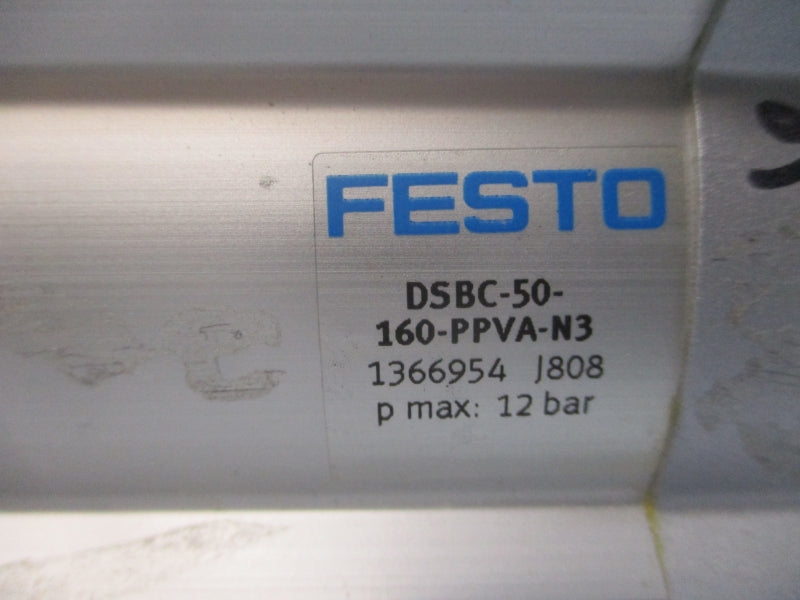 FESTO
DSBC-50-
160-PPVA-N3
1366954 J808
p max: 12 bar